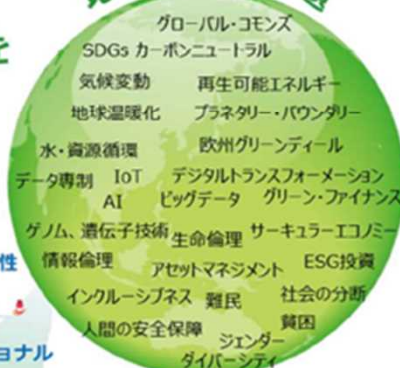 を
グローバル・コモンズ
SDGs カーボンニュートラル
気候変動 再生可能エネルギー
地球温暖化 プラネタリー・バウンダリー
水・資源循環 欧州グリーンディール
データ専制 IoT デジタルトランスフォーメーション
AI ビッグデータ グリーン・ファイナンス
ゲノム、遺伝子技術 生命倫理 サーキュラーエコノミー
性 情報倫理 アセットマネジメント ESG投資
インクルーシブネス 難民 社会の分断
人間の安全保障 貧困
ョナル ジェンダー
ダイバーシティ